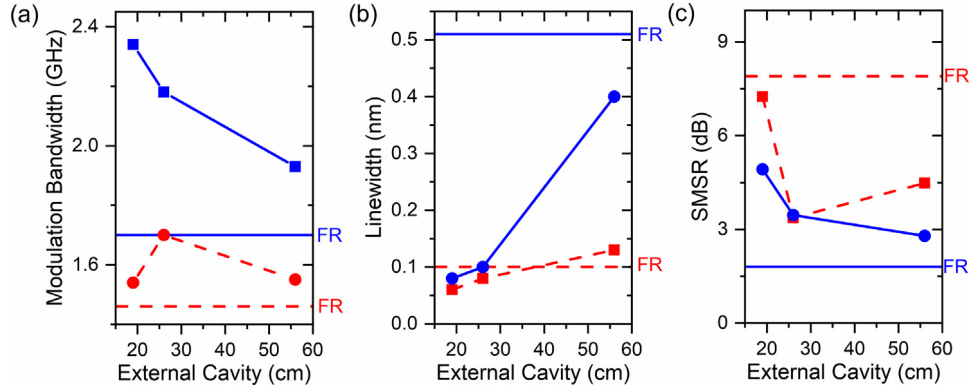 (a)
Modulation Bandwidth (GHz)
2.4
2.0
1.6
FR
FR
20 30 40 50 60
External Cavity (cm)
(b)
Linewidth (nm)
0.5
0.4
0.3
0.2
0.1
0.0
FR
FR
20 30 40 50 60
External Cavity (cm)
(c)
SMSR (dB)
9
6
3
0
FR
FR
20 30 40 50 60
External Cavity (cm)